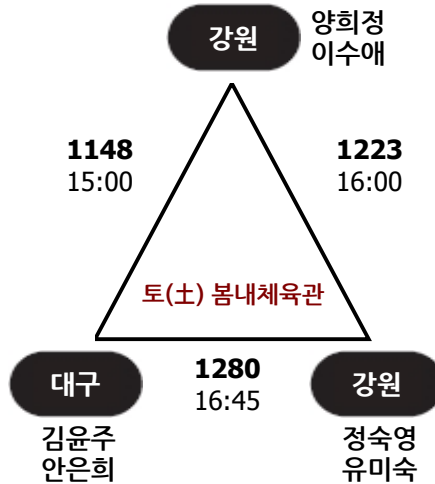 강원
양희정
이수애
1148
15:00
1223
16:00
토(土) 봄내체육관
대구
1280
16:45
강원
김윤주
안은희
정숙영
유미숙